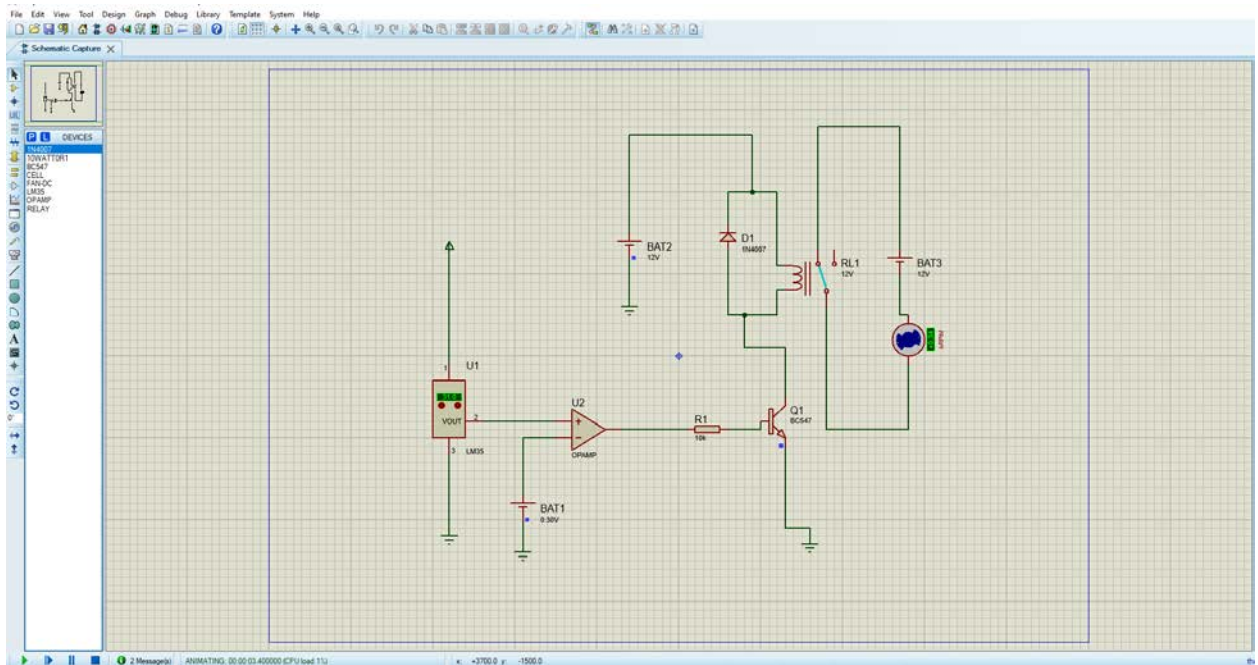 File Edit View Tool Design Graph Debug Library Template System Help
Schematic Capture
P L DEVICES
1N4007
10WATT0R1
BC547
CELL
FAN-DC
LM35
OPAMP
RELAY
BAT2
12V
D1
1N4007
RL1
12V
BAT3
12V
U1
1
VOUT
2
3
LM35
U2
OPAMP
R1
10k
Q1
BC547
BAT1
0.30V
2 Message(s)
ANIMATING: 00:00:03.400000 (CPU load 1%)
x: +3700.0 y: -1500.0